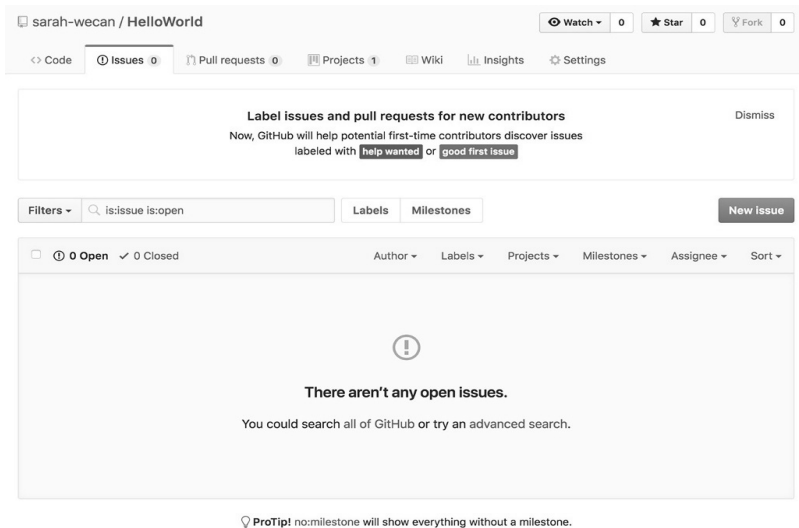 sarah-wecan / HelloWorld
Watch 0 Star 0 Fork 0
Code Issues 0 Pull requests 0 Projects 1 Wiki Insights Settings
Label issues and pull requests for new contributors
Dismiss
Now, GitHub will help potential first-time contributors discover issues
labeled with help wanted or good first issue
Filters is:issue is:open Labels Milestones New issue
0 Open 0 Closed Author Labels Projects Milestones Assignee Sort
There aren't any open issues.
You could search all of GitHub or try an advanced search.
ProTip! no:milestone will show everything without a milestone.